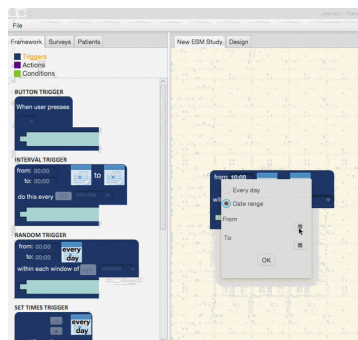 Jeeves - New
File
Framework Surveys Patients
New ESM Study Design
Triggers
Actions
Conditions
BUTTON TRIGGER
When user presses
INTERVAL TRIGGER
from: 00:00
to: 00:00
to
do this every
RANDOM TRIGGER
from: 00:00
to: 00:00
every
day
within each window of
SET TIMES TRIGGER
every
day
from: 10:00
Every day
Date range
From
To
OK